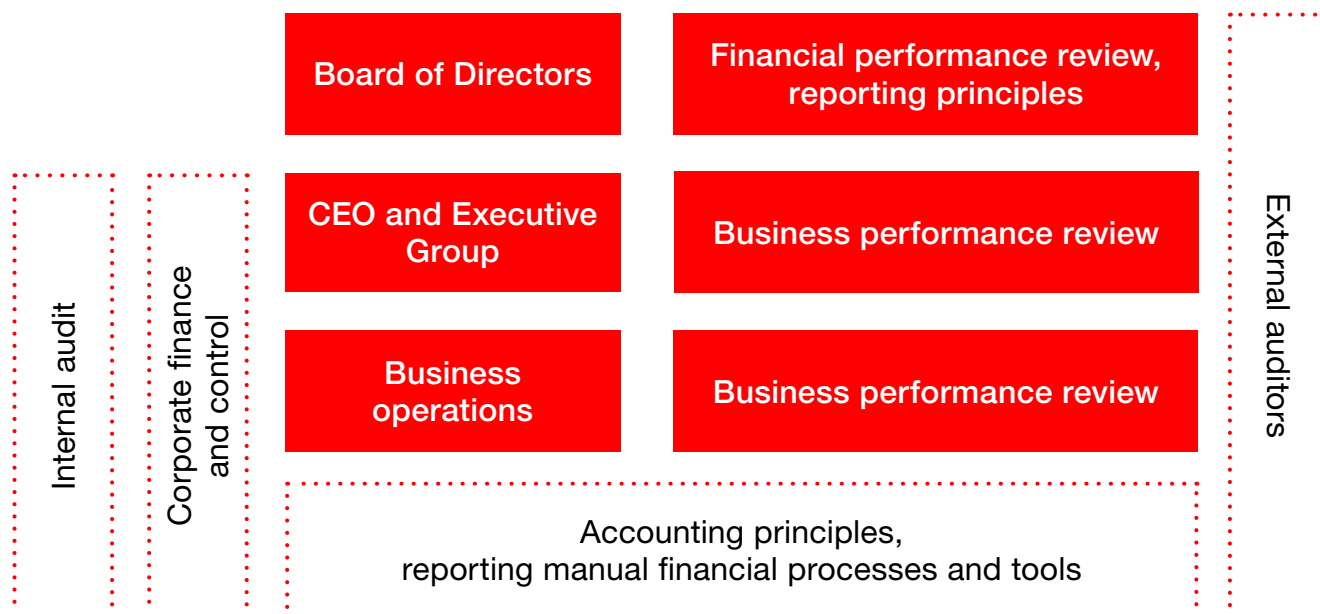 Board of Directors
Financial performance review,
reporting principles
CEO and Executive
Group
Business performance review
Business
operations
Business performance review
Internal audit
Corporate finance
and control
External auditors
Accounting principles,
reporting manual financial processes and tools